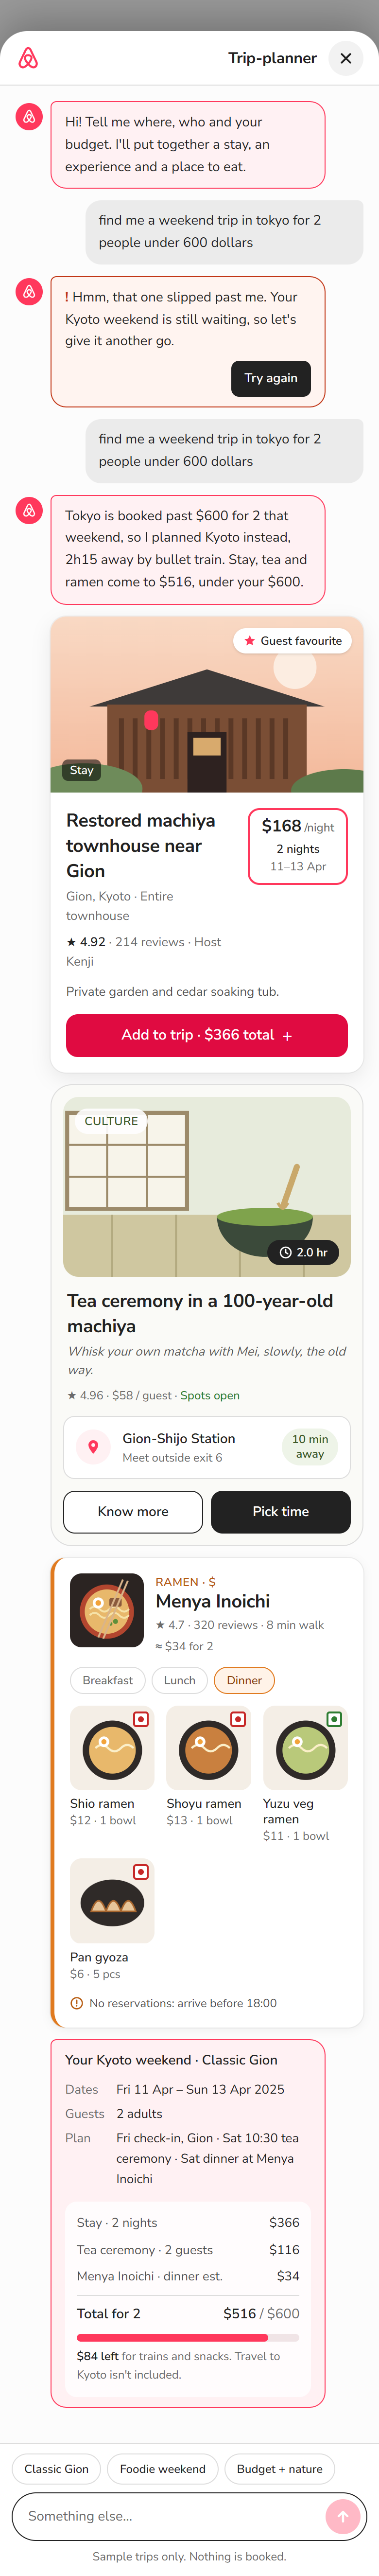 Trip-planner
Hi! Tell me where, who and your
budget. I'll put together a stay, an
experience and a place to eat.
find me a weekend trip in tokyo for 2
people under 600 dollars
! Hmm, that one slipped past me. Your
Kyoto weekend is still waiting, so let's
give it another go.
Try again
find me a weekend trip in tokyo for 2
people under 600 dollars
Tokyo is booked past $600 for 2 that
weekend, so I planned Kyoto instead,
2h15 away by bullet train. Stay, tea and
ramen come to $516, under your $600.
Guest favourite
Stay
Restored machiya
townhouse near
Gion
$168 /night
2 nights
11–13 Apr
Gion, Kyoto · Entire
townhouse
★ 4.92 · 214 reviews · Host
Kenji
Private garden and cedar soaking tub.
Add to trip · $366 total +
CULTURE
2.0 hr
Tea ceremony in a 100-year-old
machiya
Whisk your own matcha with Mei, slowly, the old
way.
★ 4.96 · $58 / guest · Spots open
Gion-Shijo Station
Meet outside exit 6
10 min
away
Know more
Pick time
RAMEN · $
Menya Inoichi
★ 4.7 · 320 reviews · 8 min walk
≈ $34 for 2
Breakfast
Lunch
Dinner
Shio ramen
$12 · 1 bowl
Shoyu ramen
$13 · 1 bowl
Yuzu veg
ramen
$11 · 1 bowl
Pan gyoza
$6 · 5 pcs
No reservations: arrive before 18:00
Your Kyoto weekend · Classic Gion
Dates Fri 11 Apr – Sun 13 Apr 2025
Guests 2 adults
Plan Fri check-in, Gion · Sat 10:30 tea
ceremony · Sat dinner at Menya
Inoichi
Stay · 2 nights $366
Tea ceremony · 2 guests $116
Menya Inoichi · dinner est. $34
Total for 2 $516 / $600
$84 left for trains and snacks. Travel to
Kyoto isn't included.
Classic Gion
Foodie weekend
Budget + nature
Something else...
Sample trips only. Nothing is booked.